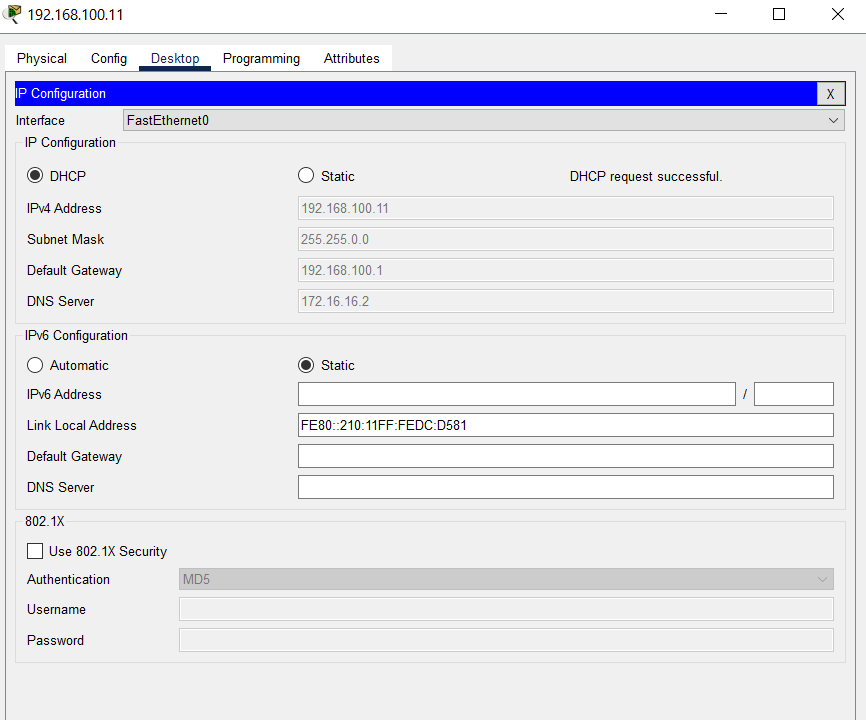 192.168.100.11
Physical Config Desktop Programming Attributes
IP Configuration X
Interface FastEthernet0
IP Configuration
DHCP Static DHCP request successful.
IPv4 Address 192.168.100.11
Subnet Mask 255.255.0.0
Default Gateway 192.168.100.1
DNS Server 172.16.16.2
IPv6 Configuration
Automatic Static
IPv6 Address /
Link Local Address FE80::210:11FF:FEDC:D581
Default Gateway
DNS Server
802.1X
Use 802.1X Security
Authentication MD5
Username
Password